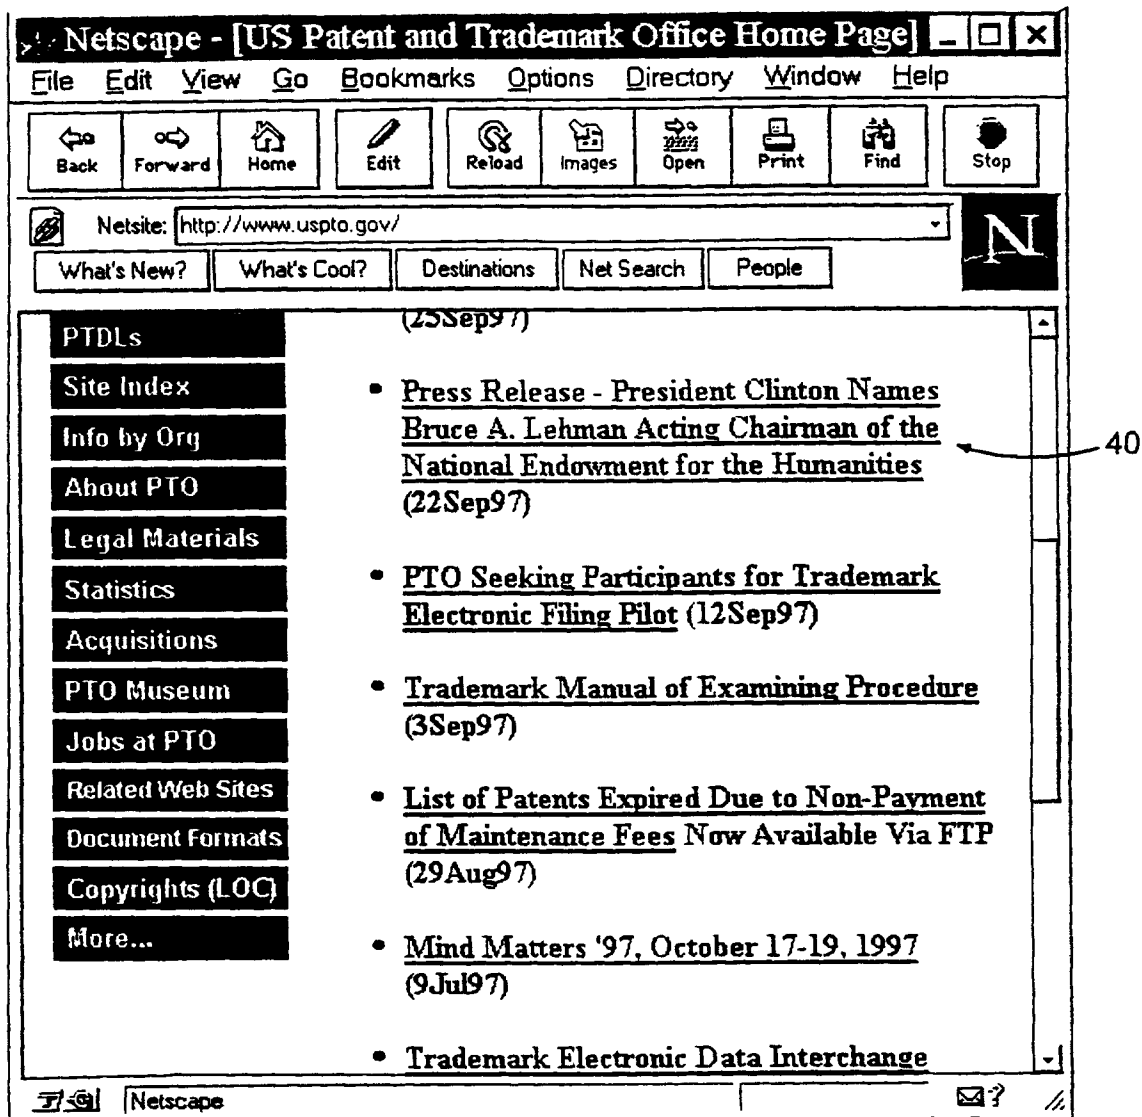 Netscape - [US Patent and Trademark Office Home Page]
File Edit View Go Bookmarks Options Directory Window Help
Back Forward Home Edit Reload Images Open Print Find Stop
Netsite: http://www.uspto.gov/
N
What's New? What's Cool? Destinations Net Search People
PTDLs
Site Index
Info by Org
About PTO
Legal Materials
Statistics
Acquisitions
PTO Museum
Jobs at PTO
Related Web Sites
Document Formats
Copyrights (LOC)
More...
(25Sep97)
• Press Release - President Clinton Names
Bruce A. Lehman Acting Chairman of the
National Endowment for the Humanities
(22Sep97)
40
• PTO Seeking Participants for Trademark
Electronic Filing Pilot (12Sep97)
• Trademark Manual of Examining Procedure
(3Sep97)
• List of Patents Expired Due to Non-Payment
of Maintenance Fees Now Available Via FTP
(29Aug97)
• Mind Matters '97, October 17-19, 1997
(9Jul97)
• Trademark Electronic Data Interchange
Netscape
?